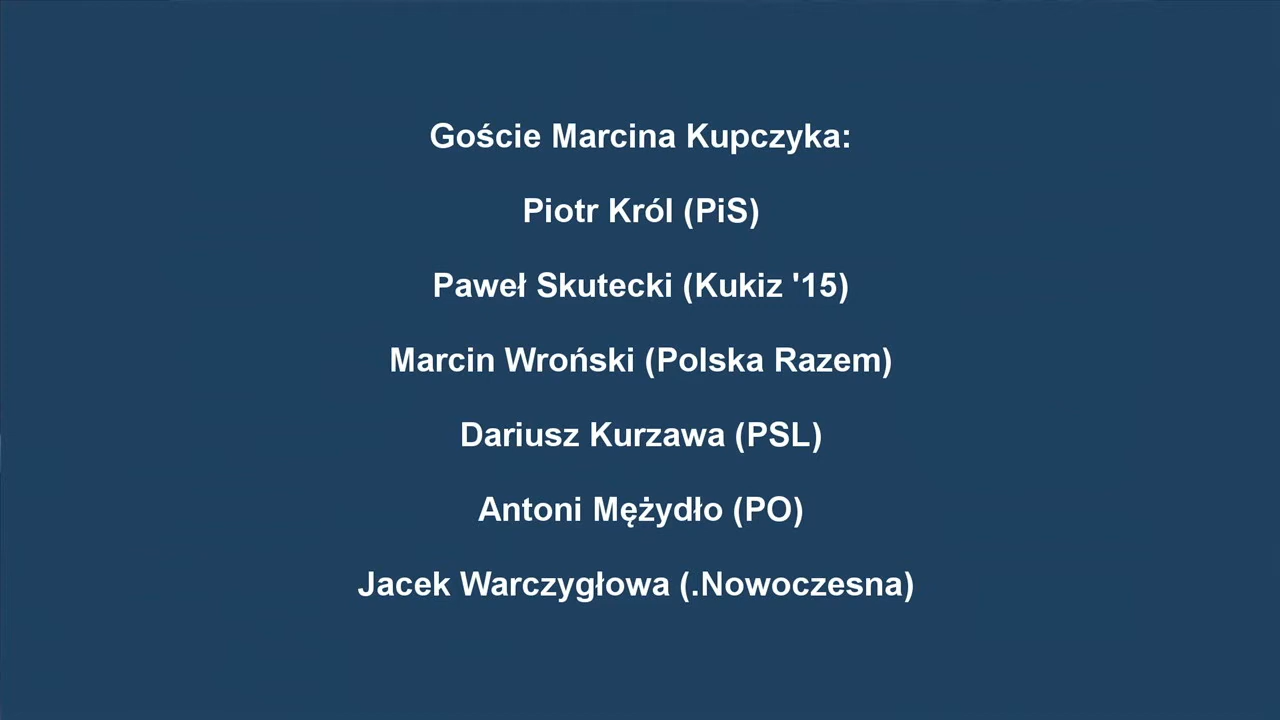 Goście Marcina Kupczyka:
Piotr Król (PiS)
Paweł Skutecki (Kukiz '15)
Marcin Wroński (Polska Razem)
Dariusz Kurzawa (PSL)
Antoni Mężydło (PO)
Jacek Warczygłowa (.Nowoczesna)